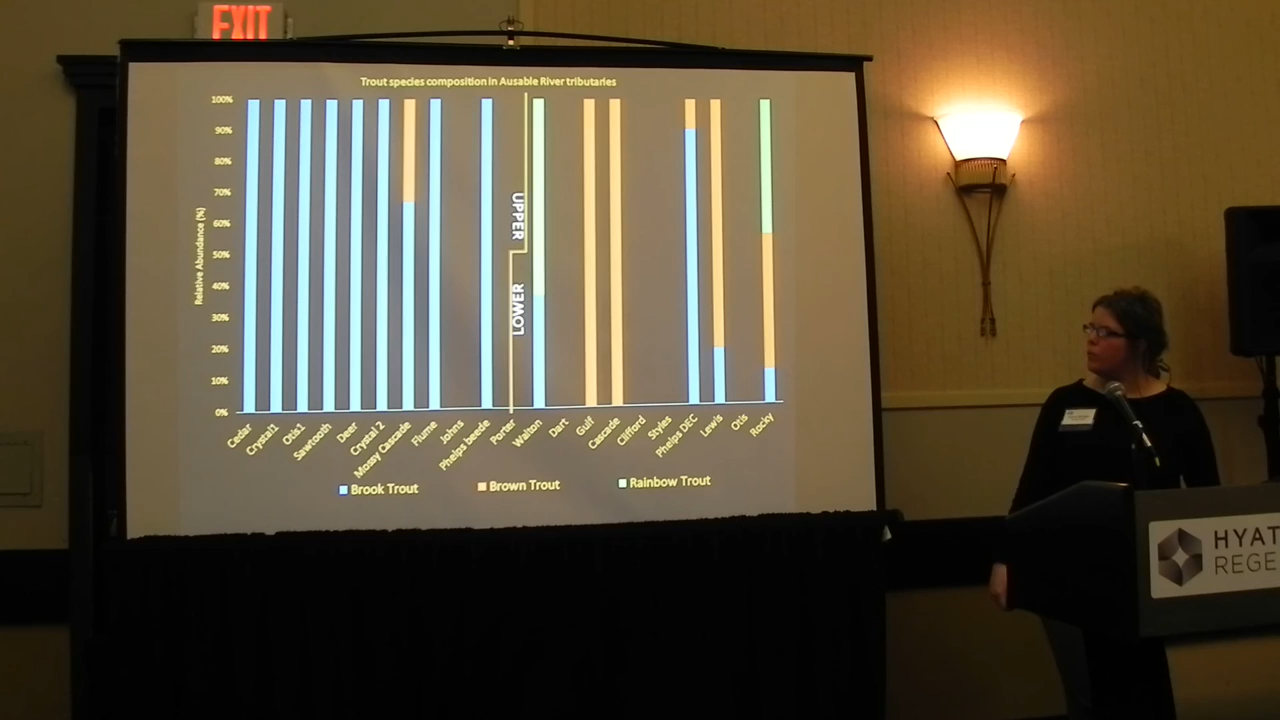 EXIT
Trout species composition in Ausable River tributaries
Relative Abundance (%)
100%
90%
80%
70%
60%
50%
40%
30%
20%
10%
0%
UPPER
LOWER
Cedar
Crystal1
Otis1
Sawtooth
Deer
Crystal 2
Mossy Cascade
Flume
Johns
Phelps beede
Porter
Walton
Dart
Gulf
Cascade
Clifford
Styles
Phelps DEC
Lewis
Otis
Rocky
Brook Trout Brown Trout Rainbow Trout
HYAT
REGE